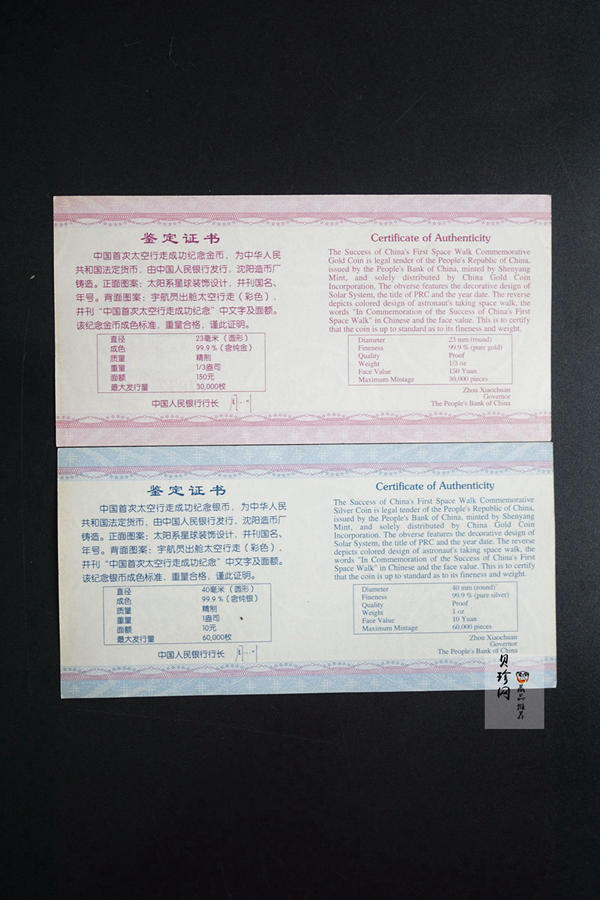 鉴定证书
中国首次太空行走成功纪念金币，为中华人民
共和国法定货币，由中国人民银行发行，沈阳造币厂
铸造。正面图案：太阳系星球装饰设计，并刊国名、
年号。背面图案：宇航员出舱太空行走（彩色），
并刊“中国首次太空行走成功纪念”中文字及面额。
该纪念金币成色标准，重量合格，谨此证明。
直径 23毫米（圆形）
成色 99.9％（含纯金）
质量 精制
重量 1/3盎司
面额 150元
最大发行量 30,000枚
中国人民银行行长
Certificate of Authenticity
The Success of China's First Space Walk Commemorative
Gold Coin is legal tender of the People's Republic of China,
issued by the People's Bank of China, minted by Shenyang
Mint, and solely distributed by China Gold Coin
Incorporation. The obverse features the decorative design of
Solar System, the title of PRC and the year date. The reverse
depicts colored design of astronaut's taking space walk, the
words "In Commemoration of the Success of China's First
Space Walk" in Chinese and the face value. This is to certify
that the coin is up to standard as to its fineness and weight.
Diameter 23 mm (round)
Fineness 99.9 % (pure gold)
Quality Proof
Weight 1/3 oz
Face Value 150 Yuan
Maximum Mintage 30,000 pieces
Zhou Xiaochuan
Governor
The People's Bank of China
鉴定证书
中国首次太空行走成功纪念银币，为中华人民
共和国法定货币，由中国人民银行发行，沈阳造币厂
铸造。正面图案：太阳系星球装饰设计，并刊国名、
年号。背面图案：宇航员出舱太空行走（彩色），
并刊“中国首次太空行走成功纪念”中文字及面额。
该纪念银币成色标准，重量合格，谨此证明。
直径 40毫米（圆形）
成色 99.9％（含纯银）
质量 精制
重量 1盎司
面额 10元
最大发行量 60,000枚
中国人民银行行长
Certificate of Authenticity
The Success of China's First Space Walk Commemorative
Silver Coin is legal tender of the People's Republic of China,
issued by the People's Bank of China, minted by Shenyang
Mint, and solely distributed by China Gold Coin
Incorporation. The obverse features the decorative design of
Solar System, the title of PRC and the year date. The reverse
depicts colored design of astronaut's taking space walk, the
words "In Commemoration of the Success of China's First
Space Walk" in Chinese and the face value. This is to certify
that the coin is up to standard as to its fineness and weight.
Diameter 40 mm (round)
Fineness 99.9 % (pure silver)
Quality Proof
Weight 1 oz
Face Value 10 Yuan
Maximum Mintage 60,000 pieces
Zhou Xiaochuan
Governor
The People's Bank of China
贝珍网
品推荐